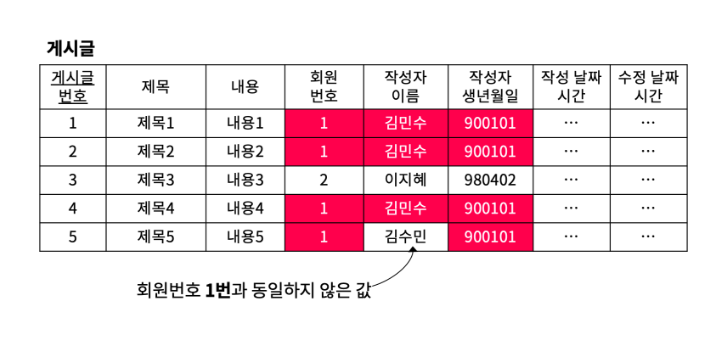 게시글
게시글 번호 제목 내용 회원 번호 작성자 이름 작성자 생년월일 작성 날짜 시간 수정 날짜 시간
1 제목1 내용1 1 김민수 900101 ... ...
2 제목2 내용2 1 김민수 900101 ... ...
3 제목3 내용3 2 이지혜 980402 ... ...
4 제목4 내용4 1 김민수 900101 ... ...
5 제목5 내용5 1 김수민 900101 ... ...
회원번호 1번과 동일하지 않은 값